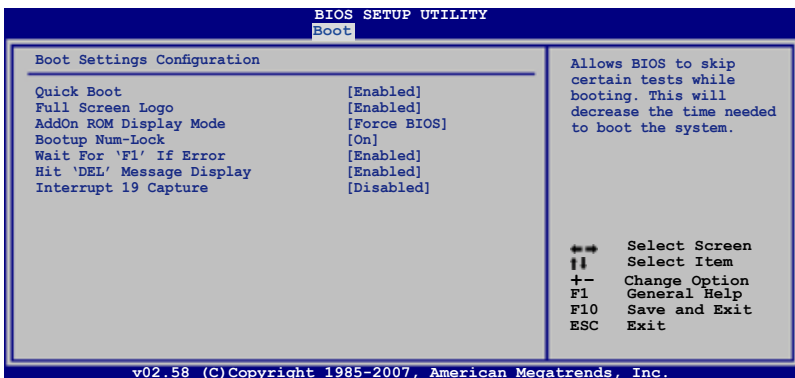 BIOS SETUP UTILITY
Boot
Boot Settings Configuration
Quick Boot [Enabled]
Full Screen Logo [Enabled]
AddOn ROM Display Mode [Force BIOS]
Bootup Num-Lock [On]
Wait For ‘F1’ If Error [Enabled]
Hit ‘DEL’ Message Display [Enabled]
Interrupt 19 Capture [Disabled]
Allows BIOS to skip
certain tests while
booting. This will
decrease the time needed
to boot the system.
←→ Select Screen
↑↓ Select Item
+- Change Option
F1 General Help
F10 Save and Exit
ESC Exit
v02.58 (C)Copyright 1985-2007, American Megatrends, Inc.